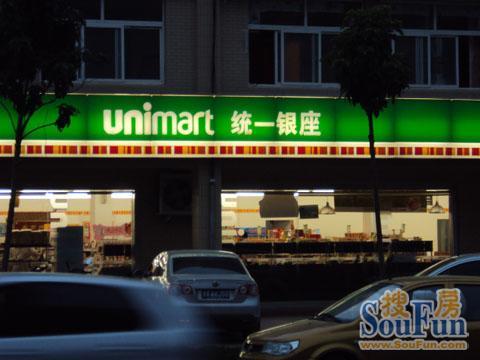 unimart 统一银座
搜房
SouFun
www.SouFun.com